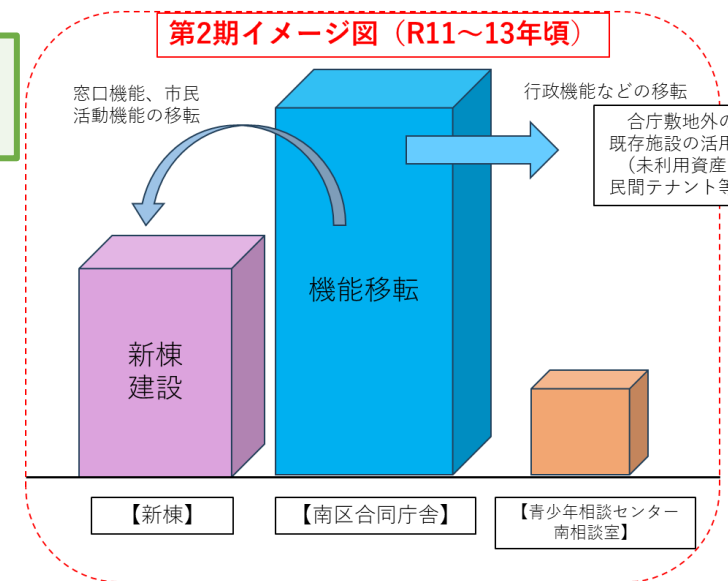 第2期イメージ図（R11～13年頃）
窓口機能、市民
活動機能の移転
行政機能などの移転
合庁敷地外の
既存施設の活用
（未利用資産
民間テナント等
機能移転
新棟
建設
【新棟】
【南区合同庁舎】
【青少年相談センター
南相談室】